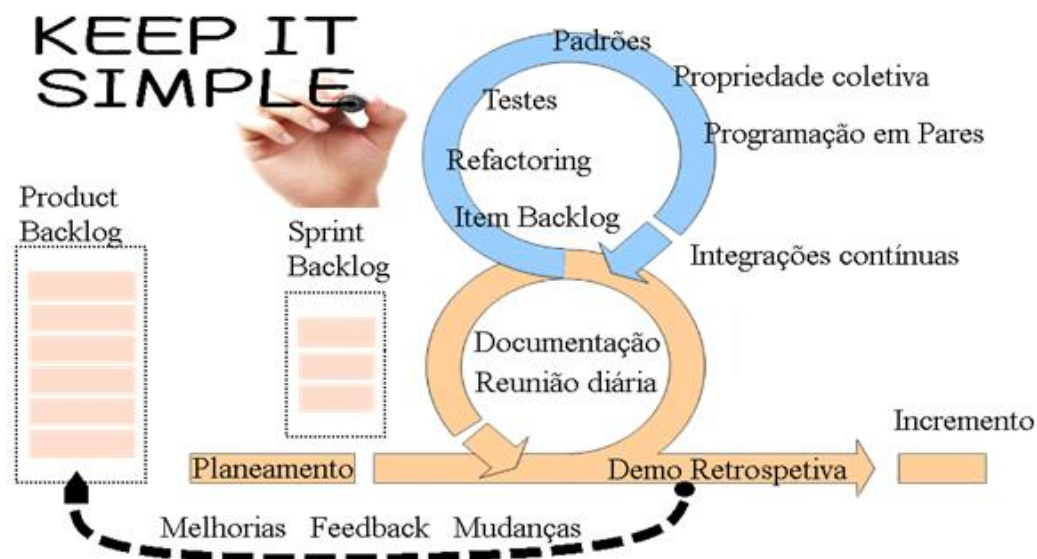 KEEP IT
SIMPLE
Padrões
Propriedade coletiva
Testes
Programação em Pares
Refactoring
Product
Backlog
Item Backlog
Sprint
Backlog
Integrações contínuas
Documentação
Reunião diária
Incremento
Planeamento
Demo Retrospetiva
Melhorias Feedback Mudanças